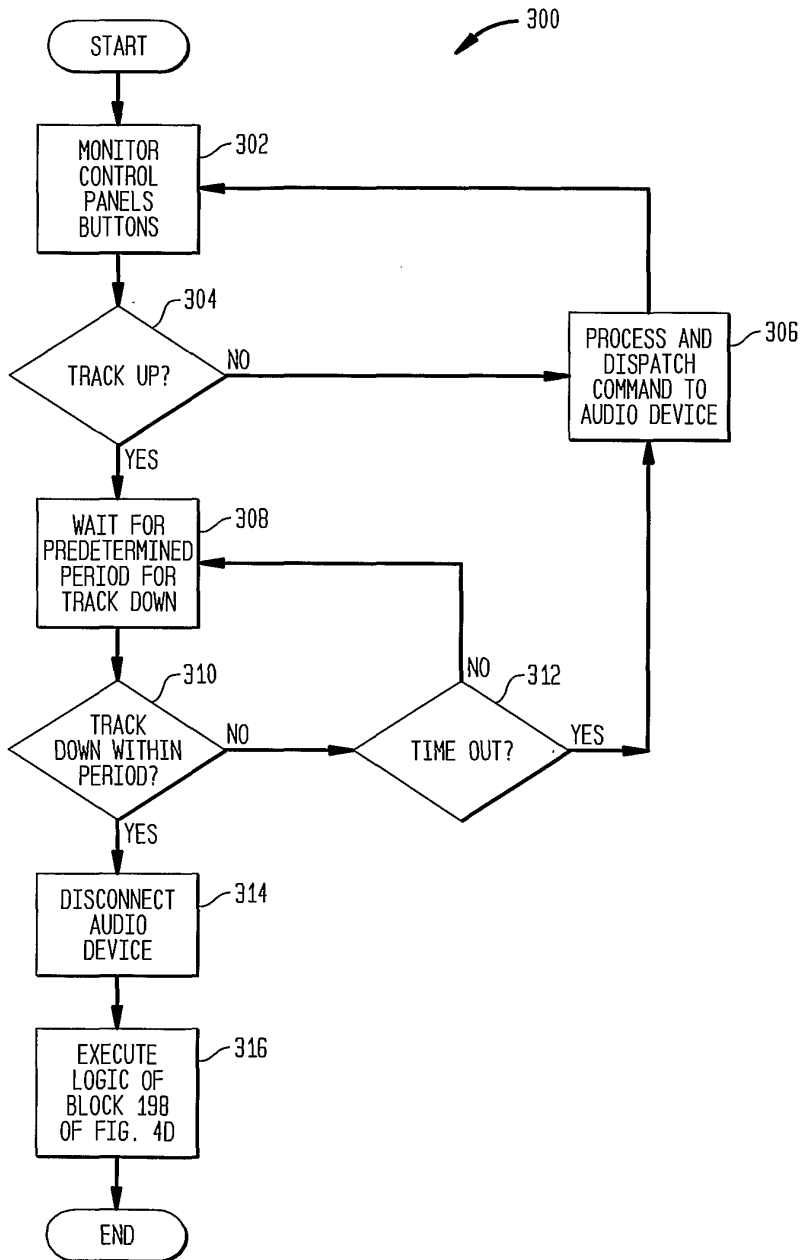 300
START
302
MONITOR
CONTROL
PANELS
BUTTONS
304
TRACK UP?
NO
YES
306
PROCESS AND
DISPATCH
COMMAND TO
AUDIO DEVICE
308
WAIT FOR
PREDETERMINED
PERIOD FOR
TRACK DOWN
310
TRACK
DOWN WITHIN
PERIOD?
NO
YES
312
TIME OUT?
NO
YES
314
DISCONNECT
AUDIO
DEVICE
316
EXECUTE
LOGIC OF
BLOCK 198
OF FIG. 4D
END